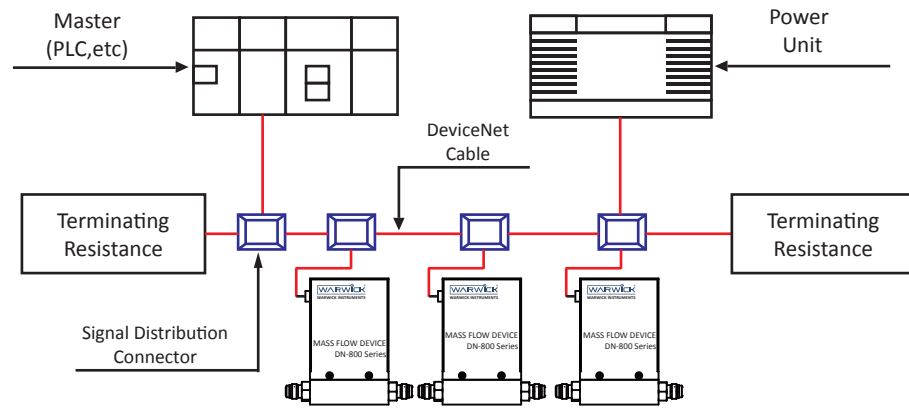 Master
(PLC,etc)
Power
Unit
DeviceNet
Cable
Terminating
Resistance
Terminating
Resistance
Signal Distribution
Connector
WARWICK
WARWICK INSTRUMENTS
MASS FLOW DEVICE
DN-800 Series
WARWICK
WARWICK INSTRUMENTS
MASS FLOW DEVICE
DN-800 Series
WARWICK
WARWICK INSTRUMENTS
MASS FLOW DEVICE
DN-800 Series